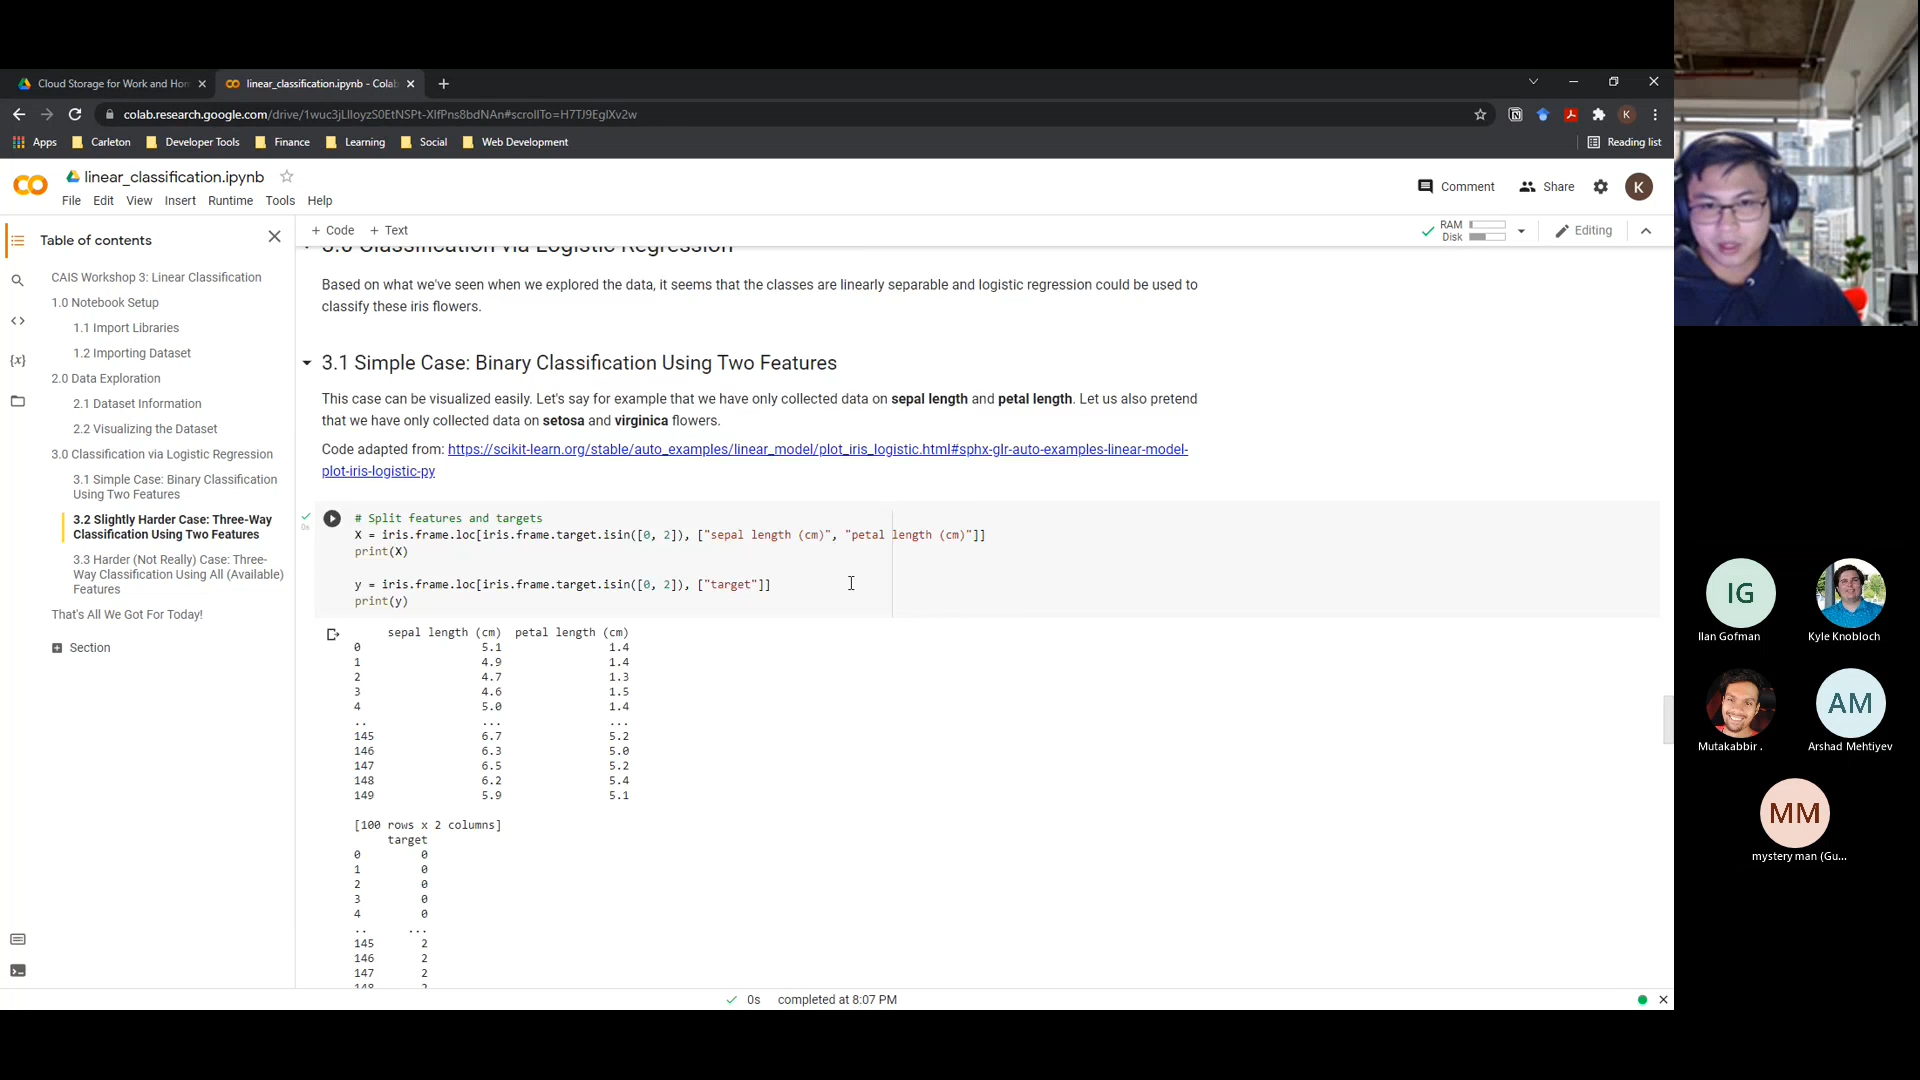 Cloud Storage for Work and Hom
linear_classification.ipynb - Colab
colab.research.google.com/drive/1wuc3jLlIoyzS0EtNSPt-XIfPns8bdNAn#scrollTo=H7TJ9EglXv2w
Apps Carleton Developer Tools Finance Learning Social Web Development Reading list
linear_classification.ipynb
File Edit View Insert Runtime Tools Help
Comment Share K
Table of contents
+ Code + Text
RAM
Disk
Editing
CAIS Workshop 3: Linear Classification
1.0 Notebook Setup
1.1 Import Libraries
1.2 Importing Dataset
2.0 Data Exploration
2.1 Dataset Information
2.2 Visualizing the Dataset
3.0 Classification via Logistic Regression
3.1 Simple Case: Binary Classification
Using Two Features
3.2 Slightly Harder Case: Three-Way
Classification Using Two Features
3.3 Harder (Not Really) Case: Three-
Way Classification Using All (Available)
Features
That's All We Got For Today!
Section
3.0 Classification via Logistic Regression
Based on what we've seen when we explored the data, it seems that the classes are linearly separable and logistic regression could be used to
classify these iris flowers.
3.1 Simple Case: Binary Classification Using Two Features
This case can be visualized easily. Let's say for example that we have only collected data on sepal length and petal length. Let us also pretend
that we have only collected data on setosa and virginica flowers.
Code adapted from: https://scikit-learn.org/stable/auto_examples/linear_model/plot_iris_logistic.html#sphx-glr-auto-examples-linear-model-
plot-iris-logistic-py
0s
# Split features and targets
X = iris.frame.loc[iris.frame.target.isin([0, 2]), ["sepal length (cm)", "petal length (cm)"]]
print(X)
y = iris.frame.loc[iris.frame.target.isin([0, 2]), ["target"]]
print(y)
sepal length (cm) petal length (cm)
0 5.1 1.4
1 4.9 1.4
2 4.7 1.3
3 4.6 1.5
4 5.0 1.4
.. ... ...
145 6.7 5.2
146 6.3 5.0
147 6.5 5.2
148 6.2 5.4
149 5.9 5.1
[100 rows x 2 columns]
target
0 0
1 0
2 0
3 0
4 0
.. ...
145 2
146 2
147 2
148 2
0s completed at 8:07 PM
IG
Ilan Gofman
Kyle Knobloch
Mutakabbir .
AM
Arshad Mehtiyev
MM
mystery man (Gu...